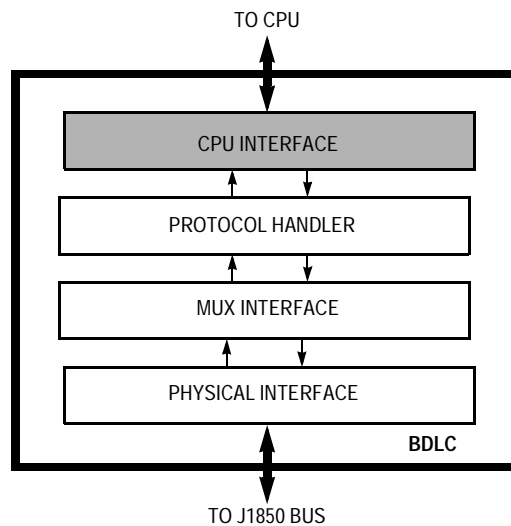 TO CPU
CPU INTERFACE
PROTOCOL HANDLER
MUX INTERFACE
PHYSICAL INTERFACE
BDLC
TO J1850 BUS